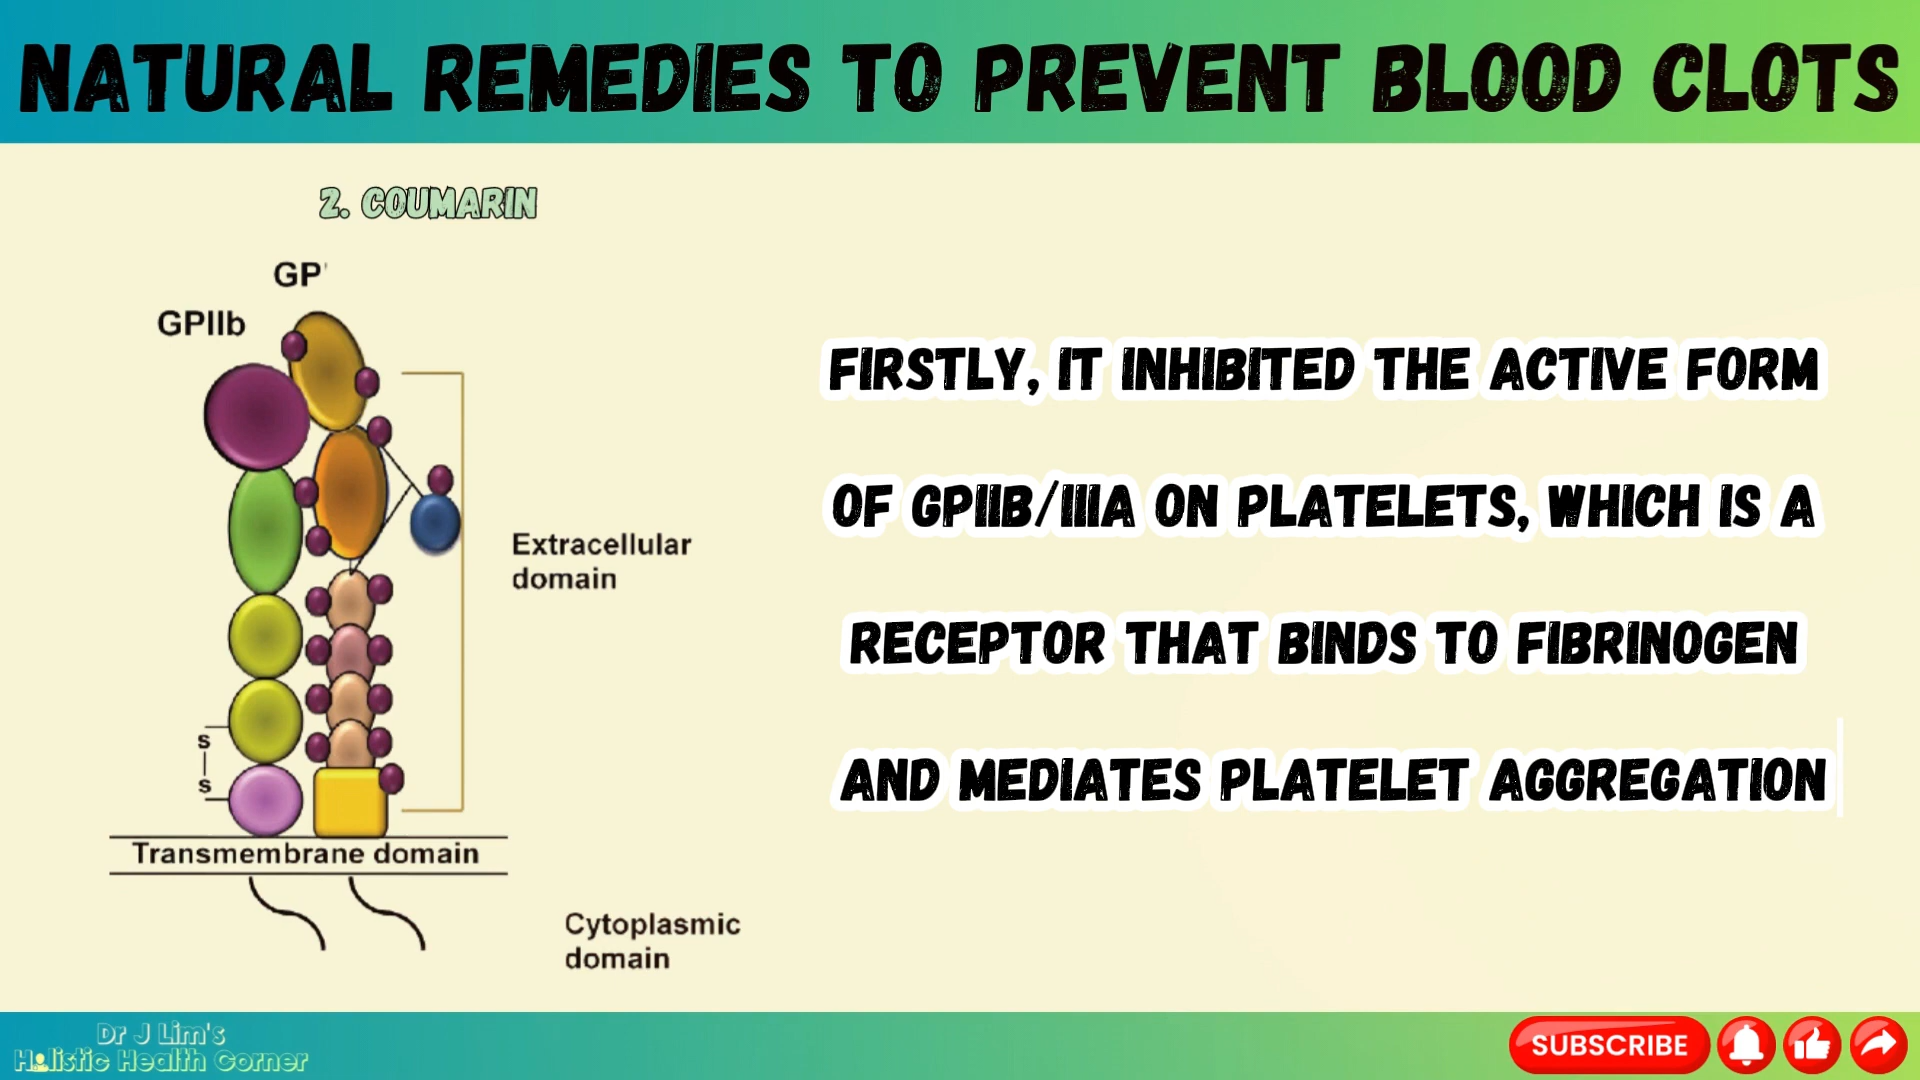 NATURAL REMEDIES TO PREVENT BLOOD CLOTS
2. COUMARIN
GP
GPIIb
FIRSTLY, IT INHIBITED THE ACTIVE FORM
OF GPIIB/IIIA ON PLATELETS, WHICH IS A
RECEPTOR THAT BINDS TO FIBRINOGEN
AND MEDIATES PLATELET AGGREGATION
Extracellular
domain
s
s
Transmembrane domain
Cytoplasmic
domain
Dr J Lim's
Holistic Health Corner
SUBSCRIBE